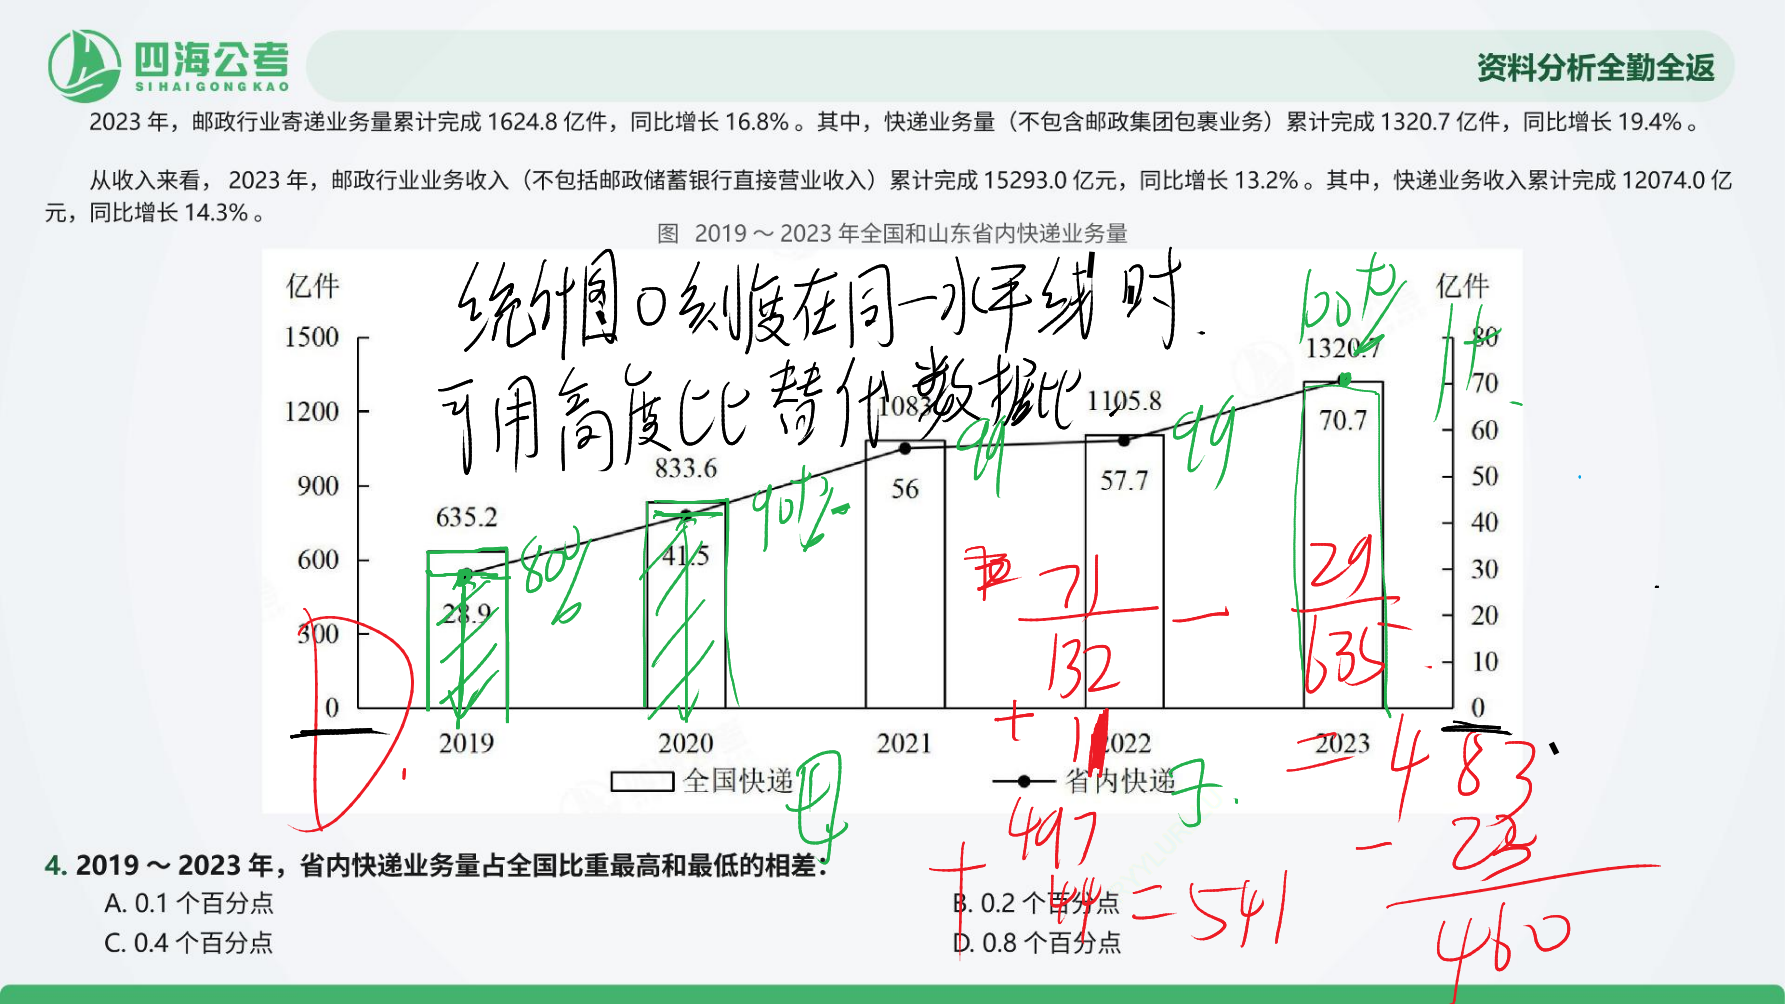 四海公考
SIHAIGONGKAO
资料分析全勤全返
2023 年，邮政行业寄递业务量累计完成 1624.8 亿件，同比增长 16.8% 。其中，快递业务量（不包含邮政集团包裹业务）累计完成 1320.7 亿件，同比增长 19.4% 。
从收入来看， 2023 年，邮政行业业务收入（不包括邮政储蓄银行直接营业收入）累计完成 15293.0 亿元，同比增长 13.2% 。其中，快递业务收入累计完成 12074.0 亿
元，同比增长 14.3% 。
图 2019 ～ 2023 年全国和山东省内快递业务量
亿件
亿件
统计图0刻度在同一水平线时.
可用高度比替代数据比
1500
1200
900
600
300
0
80
70
60
50
40
30
20
10
0
635.2
833.6
1083
1105.8
1320.7
28.9
41.5
56
57.7
70.7
80%
90%
99
99
100%
2019
2020
2021
2022
2023
全国快递
省内快递
71
132
29
635
+ 11
497
+ 44 = 541
= 483
- 23
460
4. 2019 ～ 2023 年，省内快递业务量占全国比重最高和最低的相差：
A. 0.1 个百分点
B. 0.2 个百分点
C. 0.4 个百分点
D. 0.8 个百分点